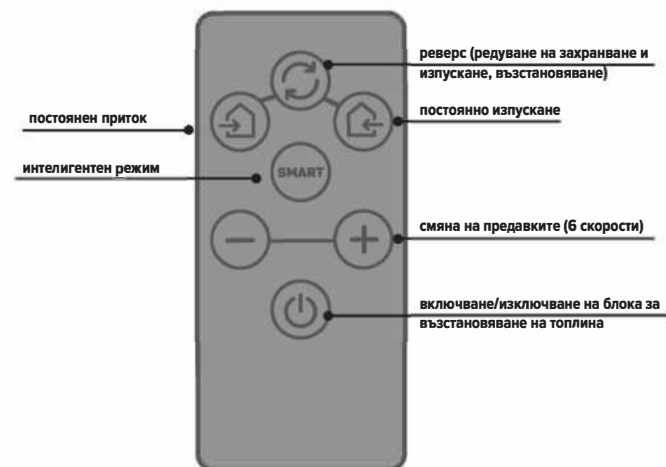 реверс (редуване на захранване и
изпускане, възстановяване)
постоянен приток
постоянно изпускане
интелигентен режим
SMART
смяна на предавките (6 скорости)
включване/изключване на блока за
възстановяване на топлина